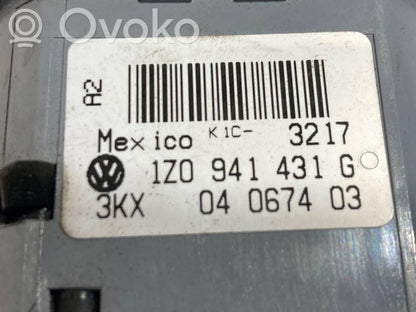 Ovoko
A2
Mexico K1C- 3217
1Z0 941 431 G
3KX 04 0674 03